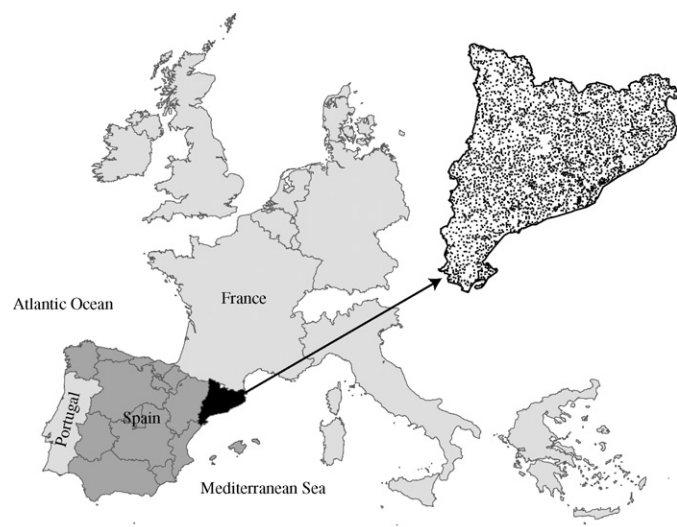 France
Atlantic Ocean
Portugal
Spain
Mediterranean Sea